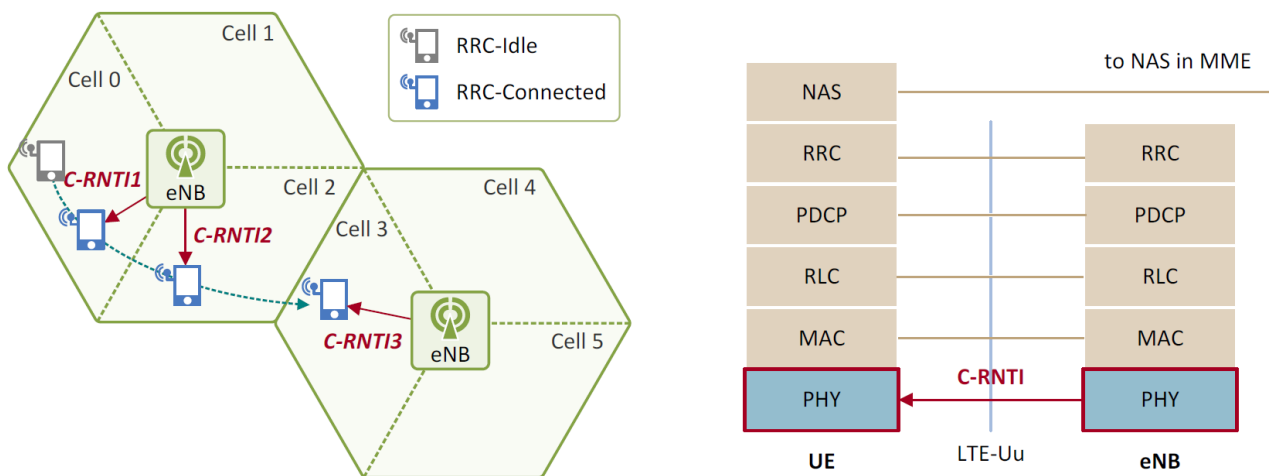 Cell 1
Cell 0
C-RNTI1
eNB
Cell 2
C-RNTI2
Cell 3
Cell 4
C-RNTI3
eNB
Cell 5
RRC-Idle
RRC-Connected
to NAS in MME
NAS
RRC
RRC
PDCP
PDCP
RLC
RLC
MAC
MAC
C-RNTI
PHY
PHY
UE
LTE-Uu
eNB